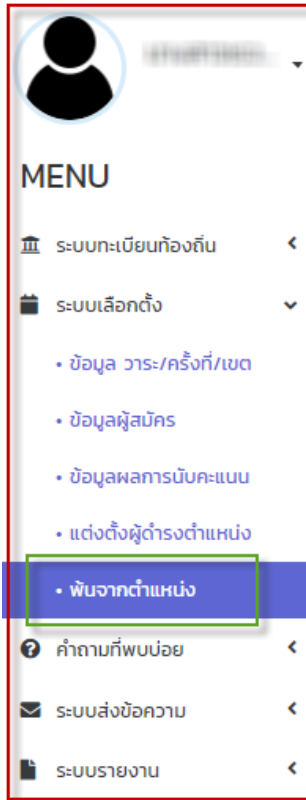 MENU
ระบบทะเบียนท้องถิ่น
ระบบเลือกตั้ง
• ข้อมูล วาระ/ครั้งที่/เขต
• ข้อมูลผู้สมัคร
• ข้อมูลผลการนับคะแนน
• แต่งตั้งผู้ดำรงตำแหน่ง
• พ้นจากตำแหน่ง
คำถามที่พบบ่อย
ระบบส่งข้อความ
ระบบรายงาน